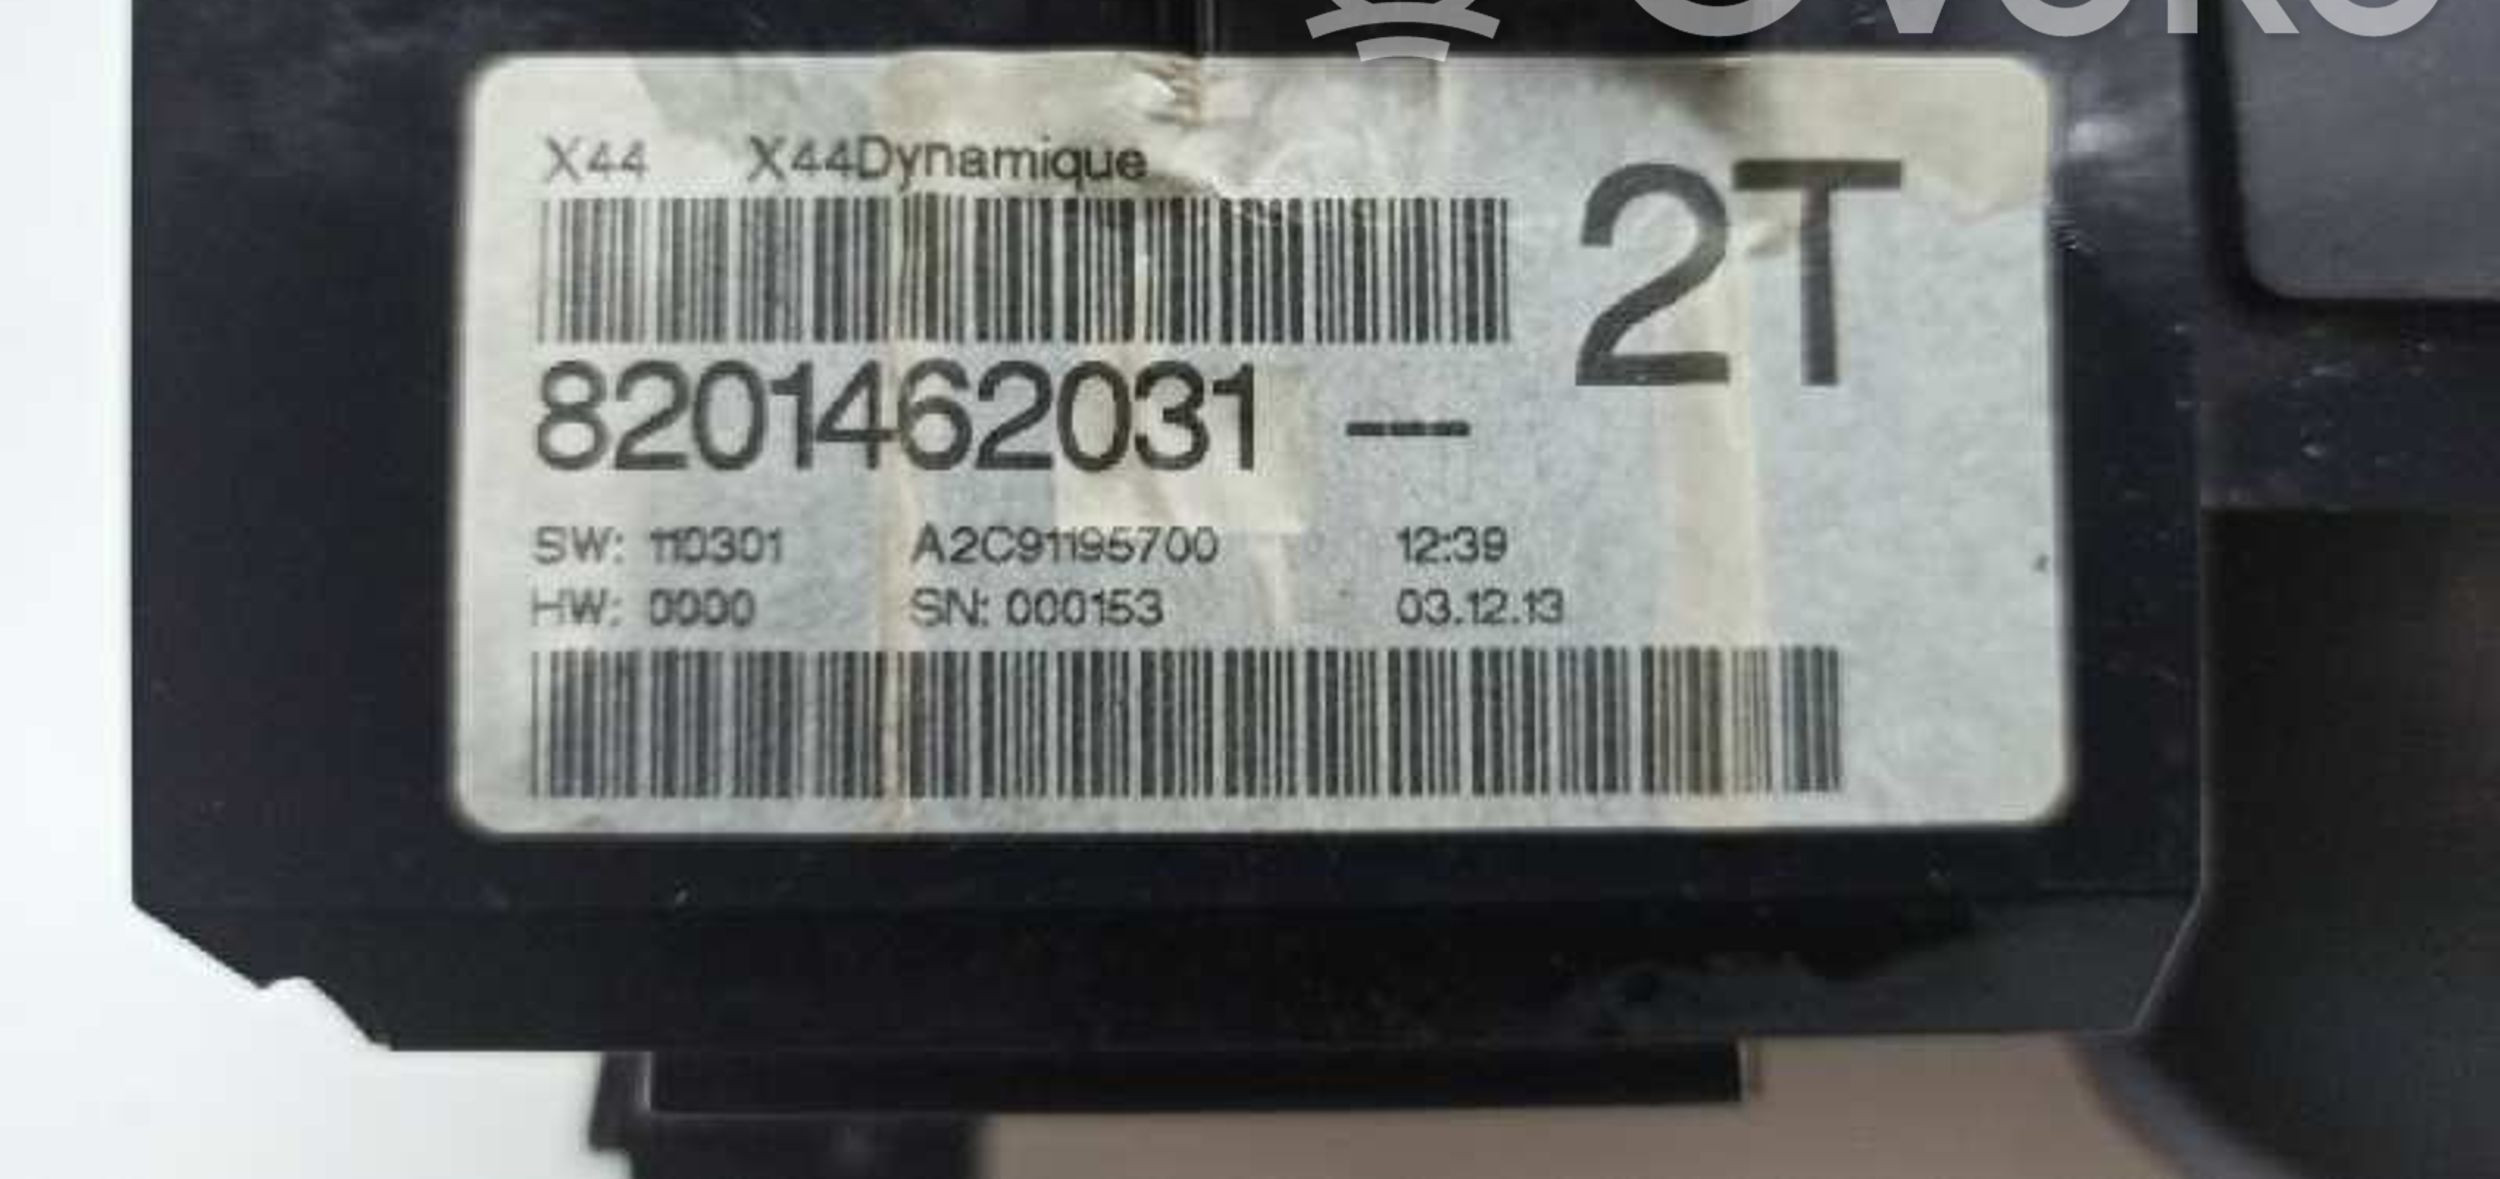 X44 X44Dynamique
2T
8201462031 ---
SW: 110301 A2C91195700 12:39
HW: 0000 SN: 000153 03.12.13